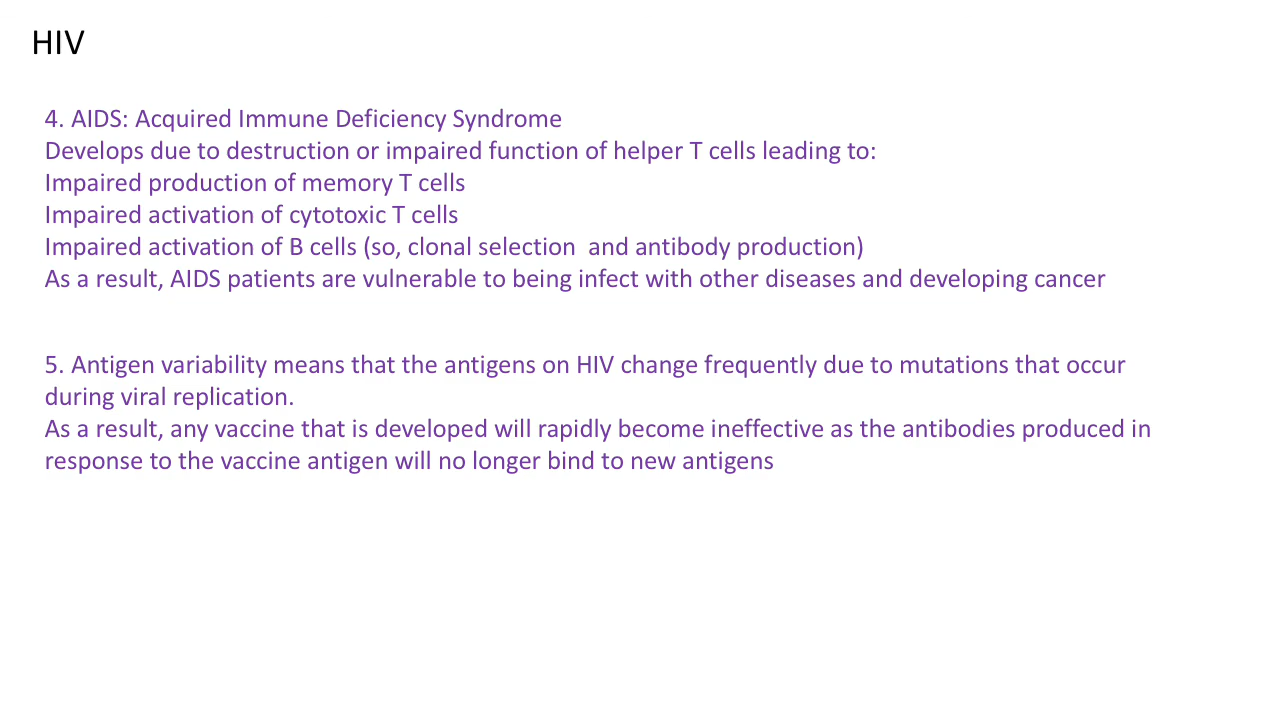 HIV
4. AIDS: Acquired Immune Deficiency Syndrome
Develops due to destruction or impaired function of helper T cells leading to:
Impaired production of memory T cells
Impaired activation of cytotoxic T cells
Impaired activation of B cells (so, clonal selection  and antibody production)
As a result, AIDS patients are vulnerable to being infect with other diseases and developing cancer
5. Antigen variability means that the antigens on HIV change frequently due to mutations that occur
during viral replication.
As a result, any vaccine that is developed will rapidly become ineffective as the antibodies produced in
response to the vaccine antigen will no longer bind to new antigens